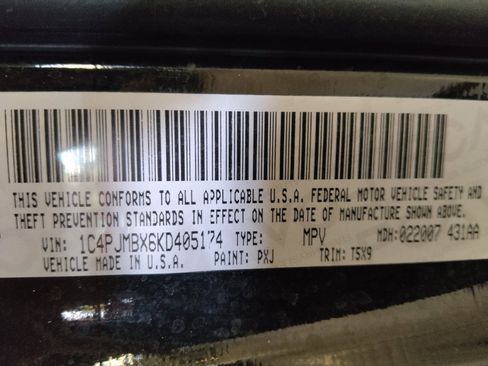 THIS VEHICLE CONFORMS TO ALL APPLICABLE U.S.A. FEDERAL MOTOR VEHICLE SAFETY AND
THEFT PREVENTION STANDARDS IN EFFECT ON THE DATE OF MANUFACTURE SHOWN ABOVE.
VIN: 1C4PJMBX6KD405174 TYPE: MPV MDH:022007 431AA
VEHICLE MADE IN U.S.A. PAINT: PXJ TRIM: T5X9